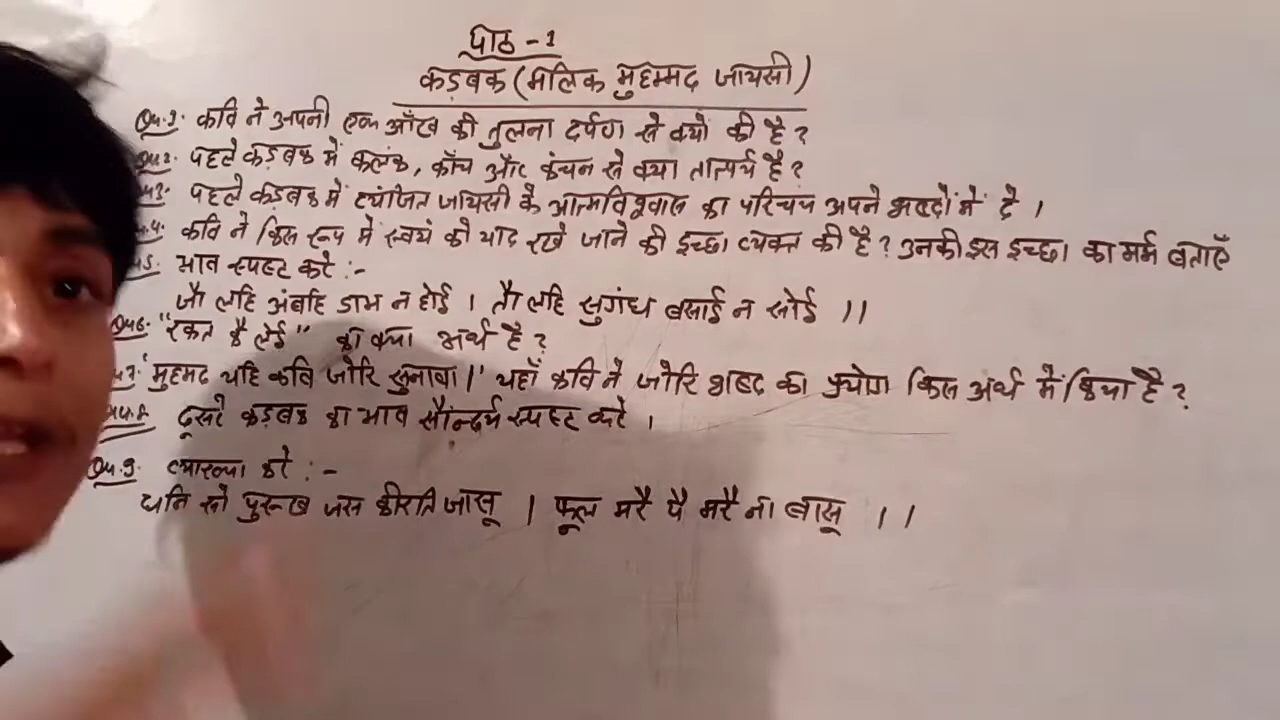 पाठ - 1
कड़बक (मलिक मुहम्मद जायसी)
Qu.1. कवि ने अपनी एक आँख की तुलना दर्पण से क्यों की है?
Qu 2. पहले कड़बक में कलंक, काँच और कंचन से क्या तात्पर्य है?
पहले कड़बक में व्यंजित जायसी के आत्मविश्वास का परिचय अपने शब्दों में दे ।
कवि ने किस रूप में स्वयं को याद रखे जाने की इच्छा व्यक्त की है? उनकी इस इच्छा का मर्म बताएँ
भाव स्पष्ट करे :-
जौ लहि अंबहि डाभ न होई । तौ लहि सुगंध बसाई न सोई ।।
Qu 6. "रकत कै लेई" का क्या अर्थ है?
'मुहमद यहि कवि जोरि सुनावा।' यहाँ कवि ने जोरि शब्द का प्रयोग किस अर्थ में किया है?
दूसरे कड़बक का भाव सौन्दर्य स्पष्ट करे ।
Qu.9. व्याख्या करे :-
धनि सो पुरुख जस कीरति जासू । फूल मरै पै मरै ना बासू ।।